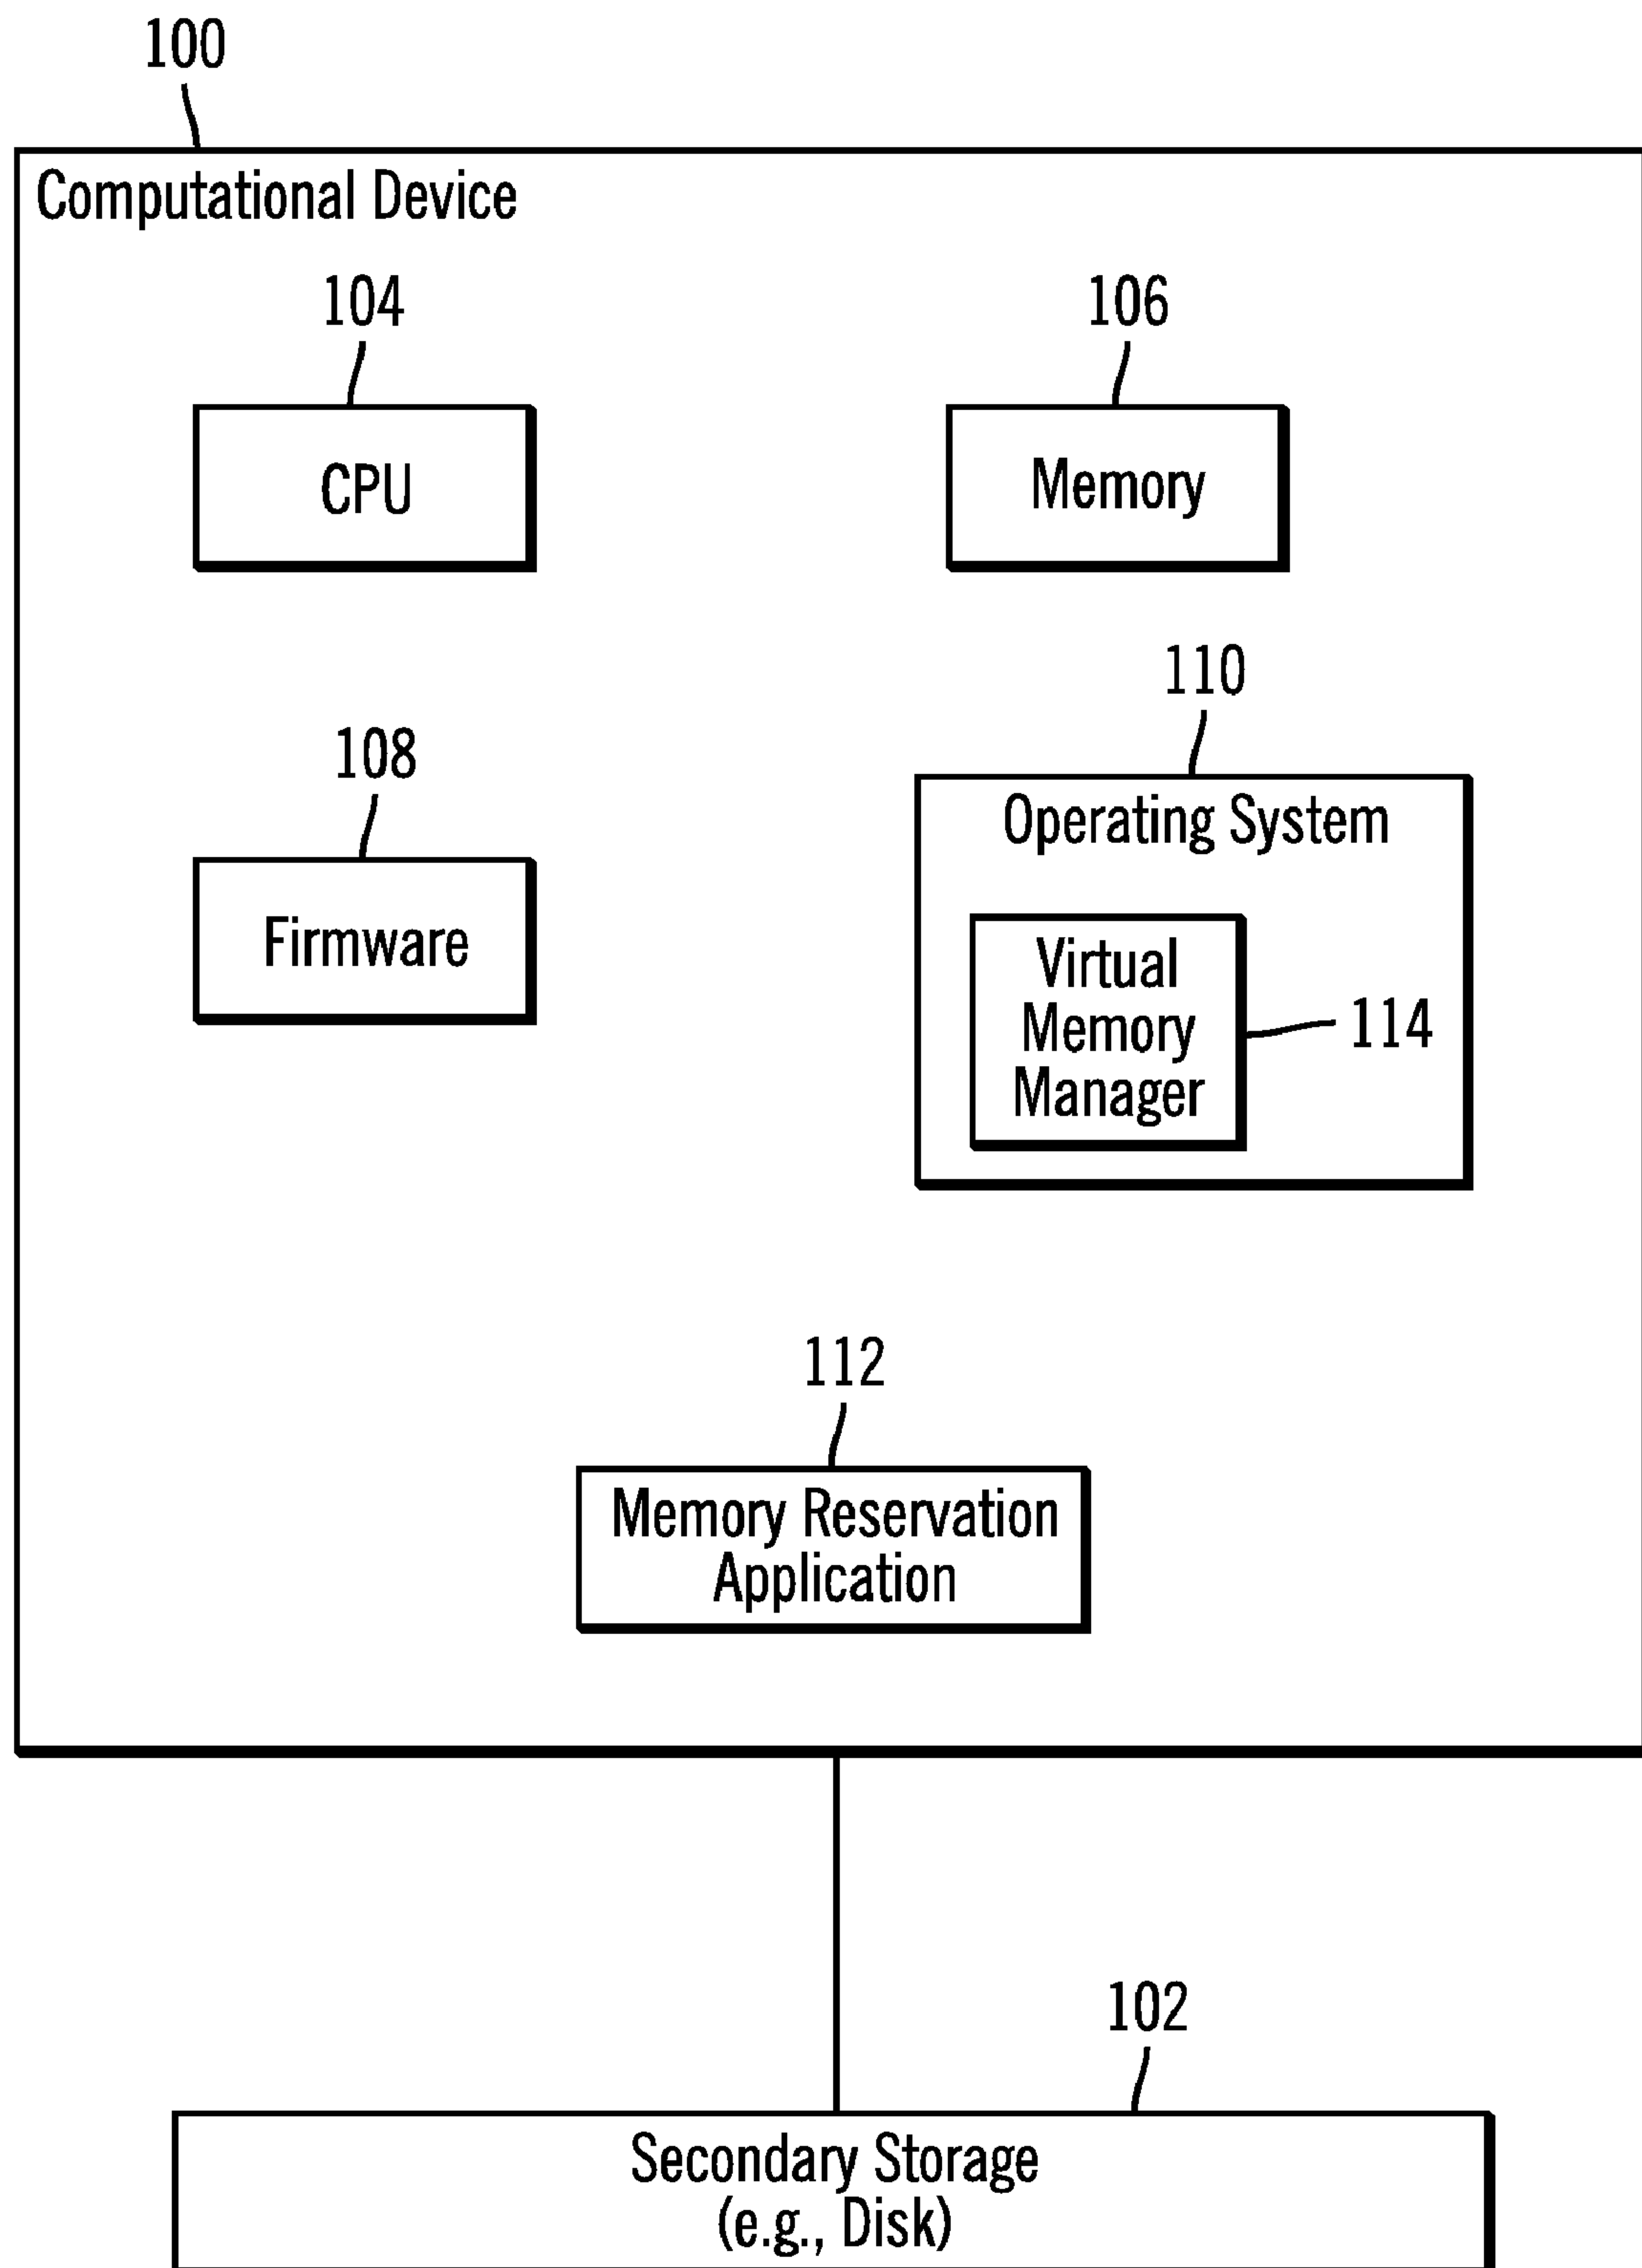 100
Computational Device
104
106
CPU
Memory
110
108
Operating System
Firmware
Virtual
Memory
Manager
114
112
Memory Reservation
Application
102
Secondary Storage
(e.g., Disk)